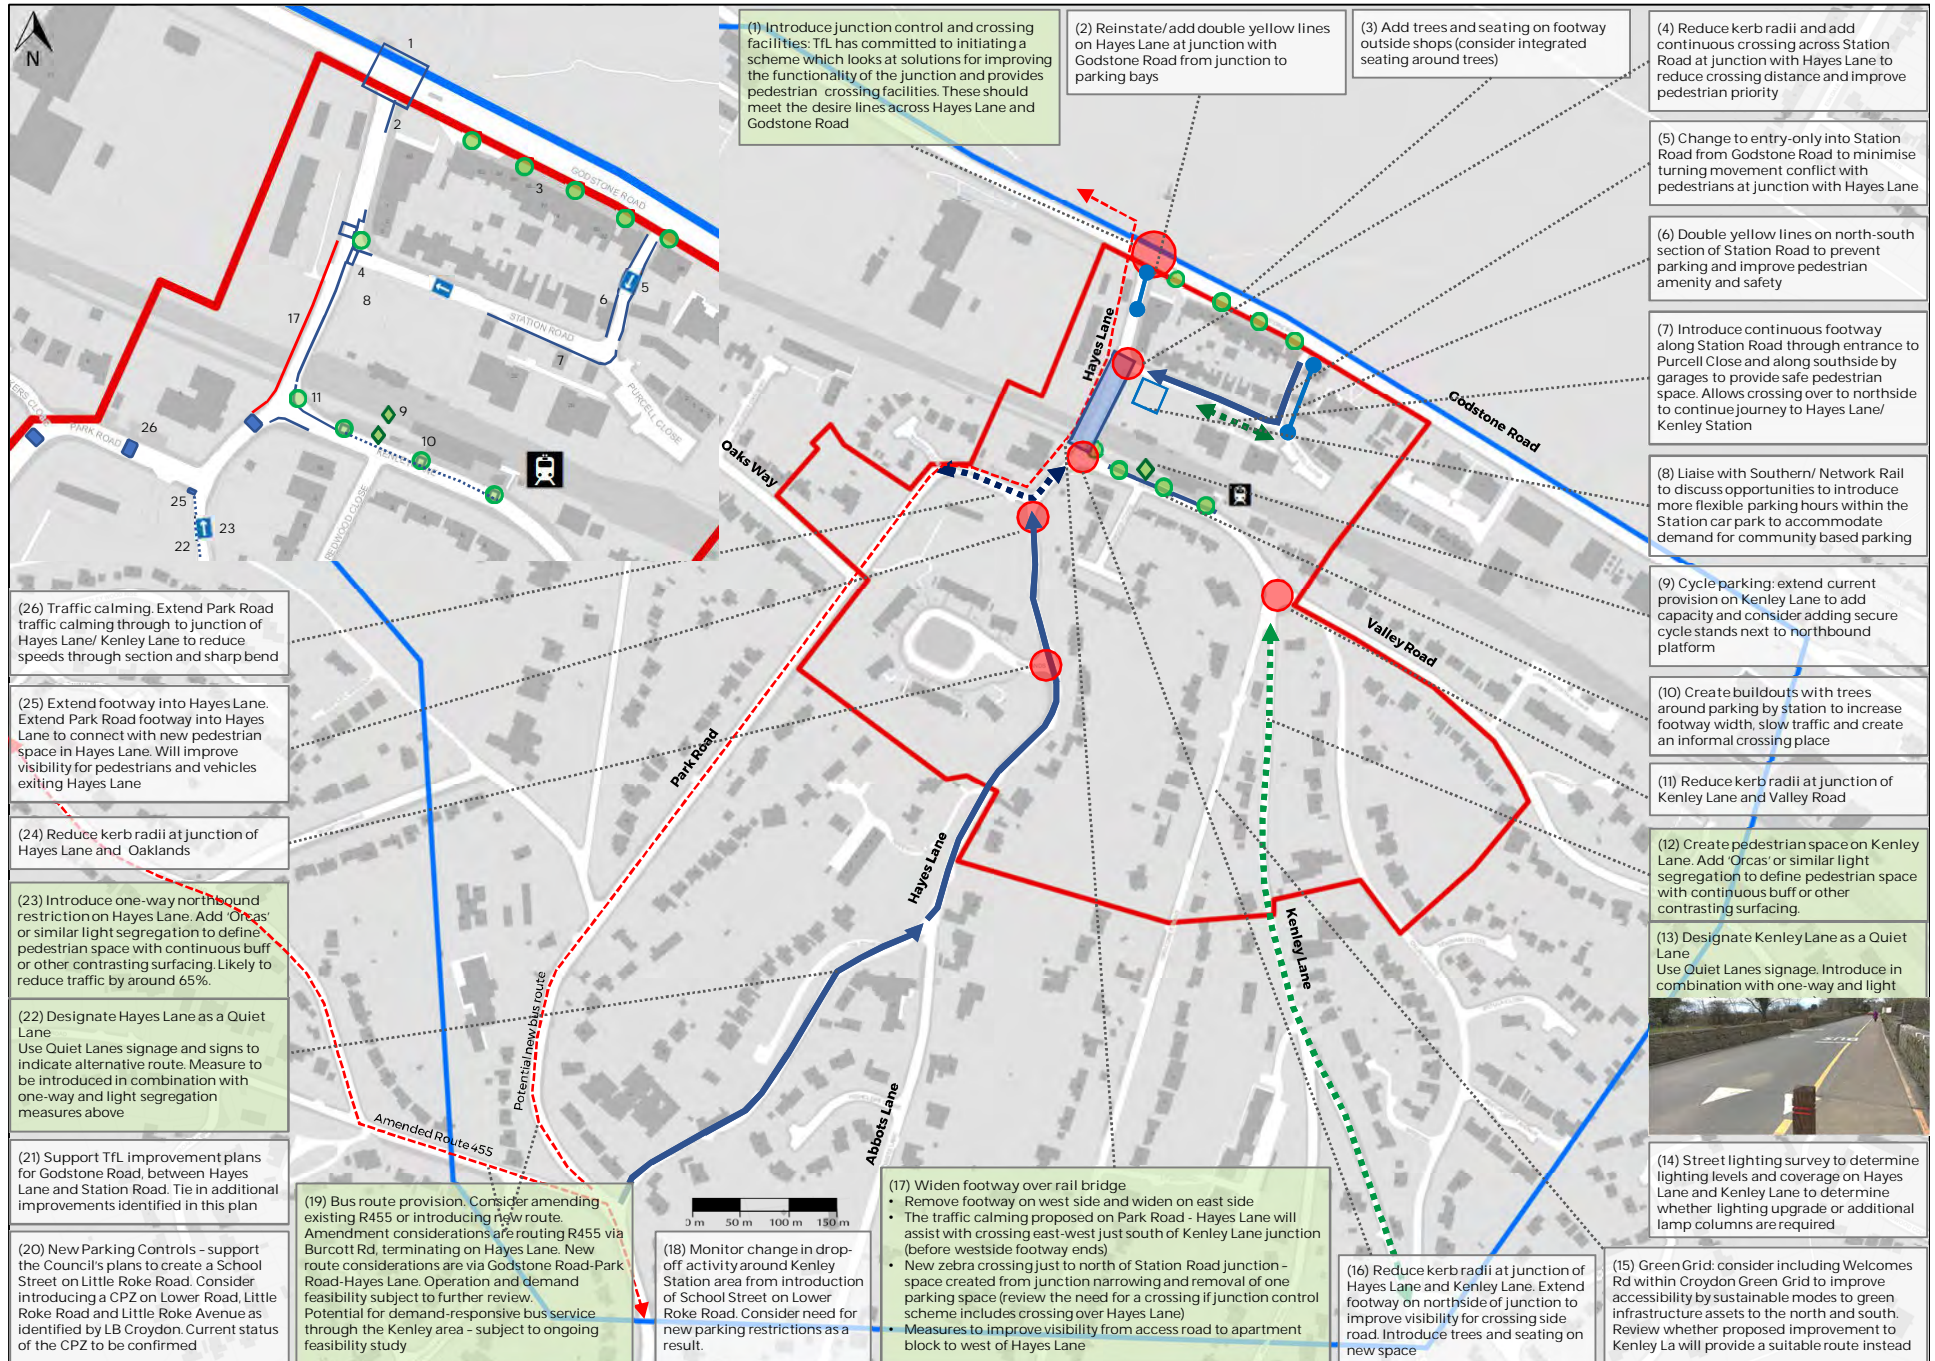 N
1
2
3
GODSTONE ROAD
4
5
6
8
17
STATION ROAD
7
PURCELL CLOSE
11
9
10
26
PARK ROAD
25
23
22
REDWOOD CLOSE
(1) Introduce junction control and crossing
facilities: TfL has committed to initiating a
scheme which looks at solutions for improving
the functionality of the junction and provides
pedestrian crossing facilities. These should
meet the desire lines across Hayes Lane and
Godstone Road
(2) Reinstate/add double yellow lines
on Hayes Lane at junction with
Godstone Road from junction to
parking bays
(3) Add trees and seating on footway
outside shops (consider integrated
seating around trees)
(4) Reduce kerb radii and add
continuous crossing across Station
Road at junction with Hayes Lane to
reduce crossing distance and improve
pedestrian priority
(5) Change to entry-only into Station
Road from Godstone Road to minimise
turning movement conflict with
pedestrians at junction with Hayes Lane
(6) Double yellow lines on north-south
section of Station Road to prevent
parking and improve pedestrian
amenity and safety
(7) Introduce continuous footway
along Station Road through entrance to
Purcell Close and along southside by
garages to provide safe pedestrian
space. Allows crossing over to northside
to continue journey to Hayes Lane/
Kenley Station
(8) Liaise with Southern/ Network Rail
to discuss opportunities to introduce
more flexible parking hours within the
Station car park to accommodate
demand for community based parking
(9) Cycle parking: extend current
provision on Kenley Lane to add
capacity and consider adding secure
cycle stands next to northbound
platform
(10) Create buildouts with trees
around parking by station to increase
footway width, slow traffic and create
an informal crossing place
(11) Reduce kerb radii at junction of
Kenley Lane and Valley Road
(12) Create pedestrian space on Kenley
Lane. Add 'Orcas' or similar light
segregation to define pedestrian space
with continuous buff or other
contrasting surfacing.
(13) Designate Kenley Lane as a Quiet
Lane
Use Quiet Lanes signage. Introduce in
combination with one-way and light
(14) Street lighting survey to determine
lighting levels and coverage on Hayes
Lane and Kenley Lane to determine
whether lighting upgrade or additional
lamp columns are required
(15) Green Grid: consider including Welcomes
Rd within Croydon Green Grid to improve
accessibility by sustainable modes to green
infrastructure assets to the north and south.
Review whether proposed improvement to
Kenley La will provide a suitable route instead
(16) Reduce kerb radii at junction of
Hayes Lane and Kenley Lane. Extend
footway on northside of junction to
improve visibility for crossing side
road. Introduce trees and seating on
new space
(17) Widen footway over rail bridge
• Remove footway on west side and widen on east side
• The traffic calming proposed on Park Road - Hayes Lane will
assist with crossing east-west just south of Kenley Lane junction
(before westside footway ends)
• New zebra crossing just to north of Station Road junction –
space created from junction narrowing and removal of one
parking space (review the need for a crossing if junction control
scheme includes crossing over Hayes Lane)
• Measures to improve visibility from access road to apartment
block to west of Hayes Lane
(18) Monitor change in drop-
off activity around Kenley
Station area from introduction
of School Street on Lower
Roke Road. Consider need for
new parking restrictions as a
result.
(19) Bus route provision. Consider amending
existing R455 or introducing new route.
Amendment considerations are routing R455 via
Burcott Rd, terminating on Hayes Lane. New
route considerations are via Godstone Road-Park
Road-Hayes Lane. Operation and demand
feasibility subject to further review.
Potential for demand-responsive bus service
through the Kenley area – subject to ongoing
feasibility study
(20) New Parking Controls – support
the Council's plans to create a School
Street on Little Roke Road. Consider
introducing a CPZ on Lower Road, Little
Roke Road and Little Roke Avenue as
identified by LB Croydon. Current status
of the CPZ to be confirmed
(21) Support TfL improvement plans
for Godstone Road, between Hayes
Lane and Station Road. Tie in additional
improvements identified in this plan
(22) Designate Hayes Lane as a Quiet
Lane
Use Quiet Lanes signage and signs to
indicate alternative route. Measure to
be introduced in combination with
one-way and light segregation
measures above
(23) Introduce one-way northbound
restriction on Hayes Lane. Add 'Orcas'
or similar light segregation to define
pedestrian space with continuous buff
or other contrasting surfacing. Likely to
reduce traffic by around 65%.
(24) Reduce kerb radii at junction of
Hayes Lane and Oaklands
(25) Extend footway into Hayes Lane.
Extend Park Road footway into Hayes
Lane to connect with new pedestrian
space in Hayes Lane. Will improve
visibility for pedestrians and vehicles
exiting Hayes Lane
(26) Traffic calming. Extend Park Road
traffic calming through to junction of
Hayes Lane/ Kenley Lane to reduce
speeds through section and sharp bend
Hayes Lane
Godstone Road
Oaks Way
Valley Road
Park Road
Hayes Lane
Kenley Lane
Abbots Lane
Potential new bus route
Amended Route 455
0 m 50 m 100 m 150 m
BUS